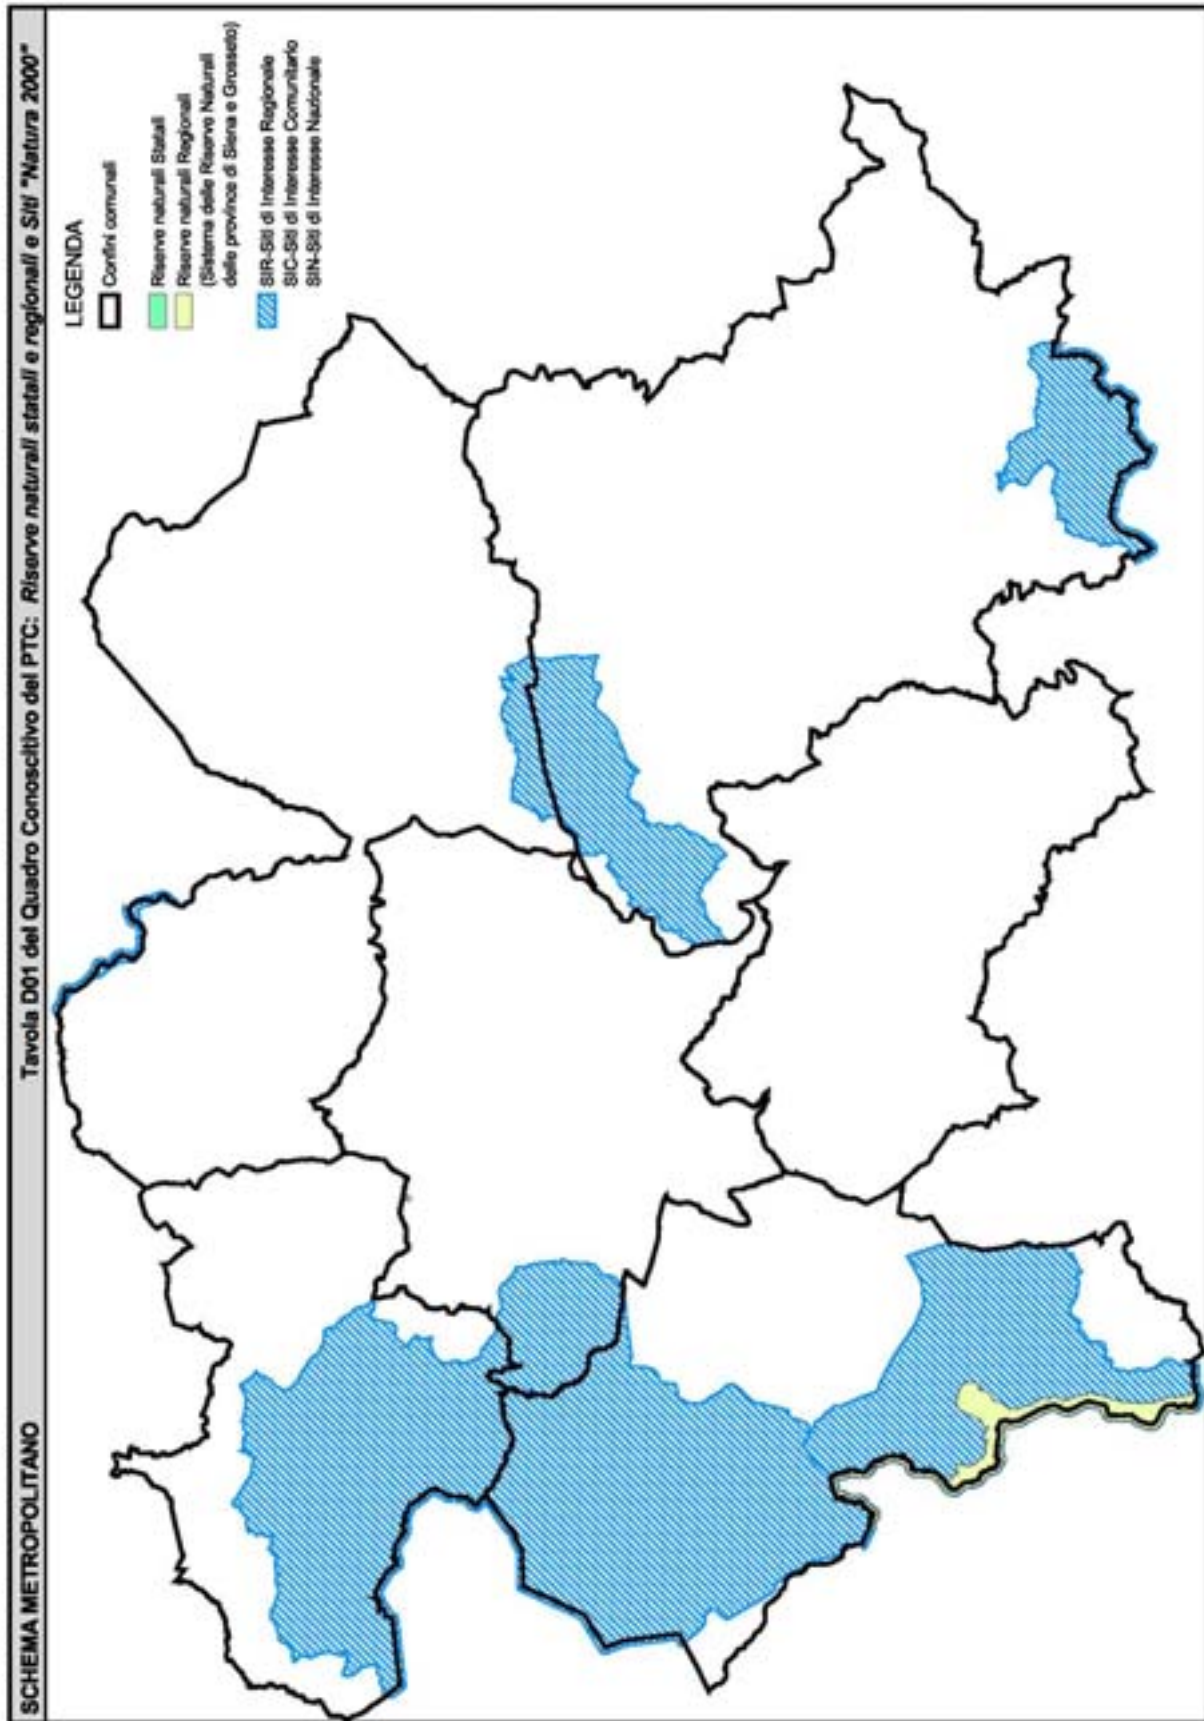 SCHEMA METROPOLITANO
Tavola D01 del Quadro Conoscitivo del PTC: Riserve naturali statali e regionali e Siti "Natura 2000"
LEGENDA
Confini comunali
Riserve naturali Statali
Riserve naturali Regionali
(Sistema delle Riserve Naturali
delle province di Siena e Grosseto)
SIR-Siti di Interesse Regionale
SIC-Siti di Interesse Comunitario
SIN-Siti di Interesse Nazionale